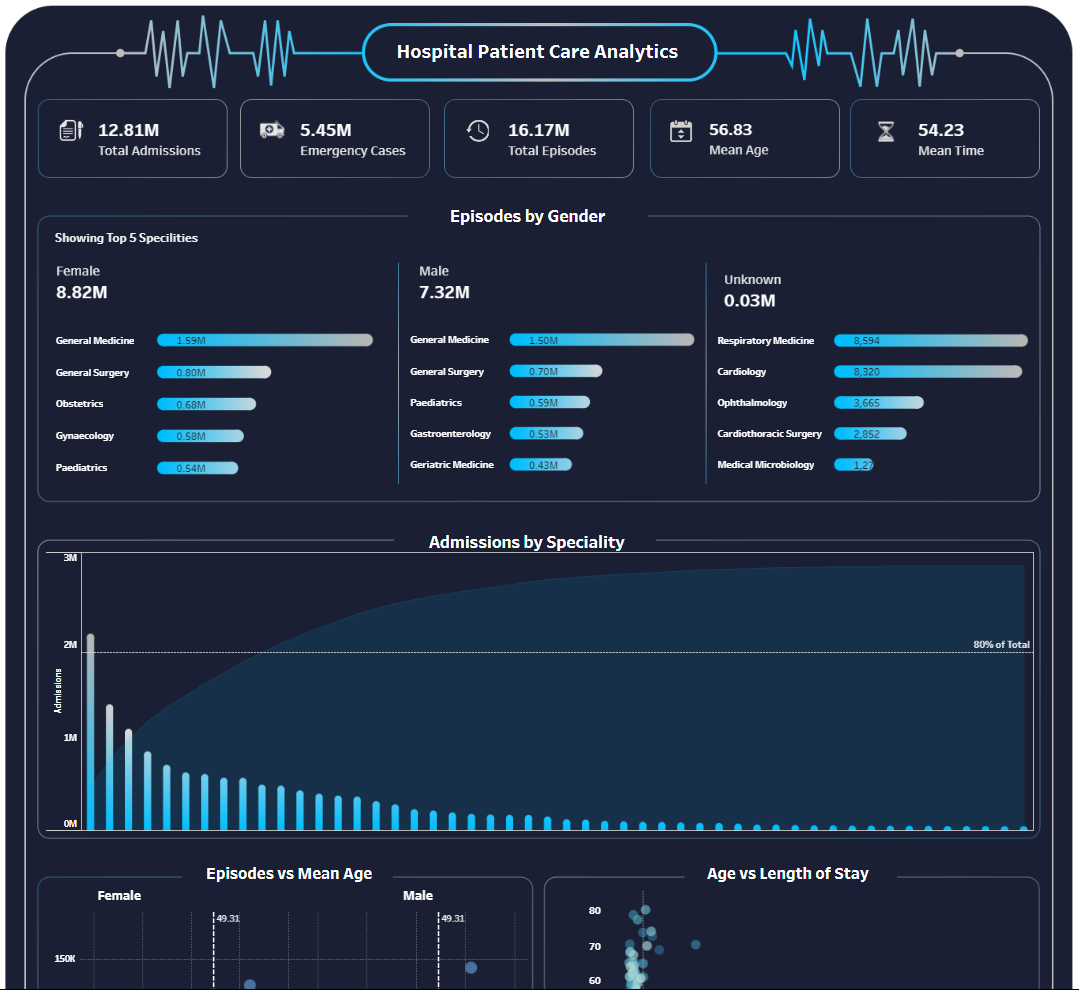 Hospital Patient Care Analytics
12.81M
Total Admissions
5.45M
Emergency Cases
16.17M
Total Episodes
56.83
Mean Age
54.23
Mean Time
Episodes by Gender
Showing Top 5 Specilities
Female
8.82M
General Medicine 1.59M
General Surgery 0.80M
Obstetrics 0.68M
Gynaecology 0.58M
Paediatrics 0.54M
Male
7.32M
General Medicine 1.50M
General Surgery 0.70M
Paediatrics 0.59M
Gastroenterology 0.53M
Geriatric Medicine 0.43M
Unknown
0.03M
Respiratory Medicine 8,594
Cardiology 8,320
Ophthalmology 3,665
Cardiothoracic Surgery 2,852
Medical Microbiology
Admissions by Speciality
3M
2M
1M
0M
Admissions
80% of Total
Episodes vs Mean Age
Female
Male
49.31
49.31
150K
Age vs Length of Stay
80
70
60